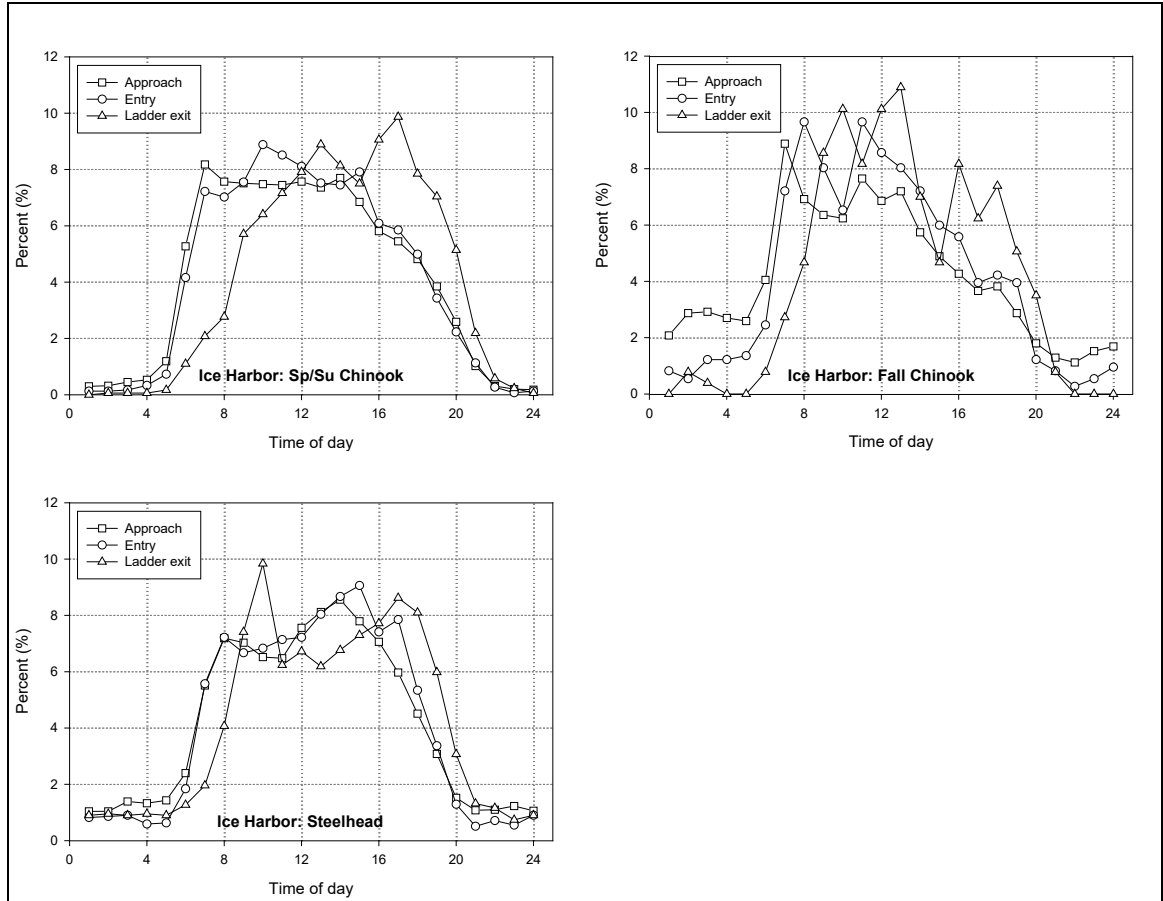 12
10
8
6
4
2
0
Percent (%)
Approach
Entry
Ladder exit
Ice Harbor: Sp/Su Chinook
0 4 8 12 16 20 24
Time of day
12
10
8
6
4
2
0
Percent (%)
Approach
Entry
Ladder exit
Ice Harbor: Fall Chinook
0 4 8 12 16 20 24
Time of day
12
10
8
6
4
2
0
Percent (%)
Approach
Entry
Ladder exit
Ice Harbor: Steelhead
0 4 8 12 16 20 24
Time of day